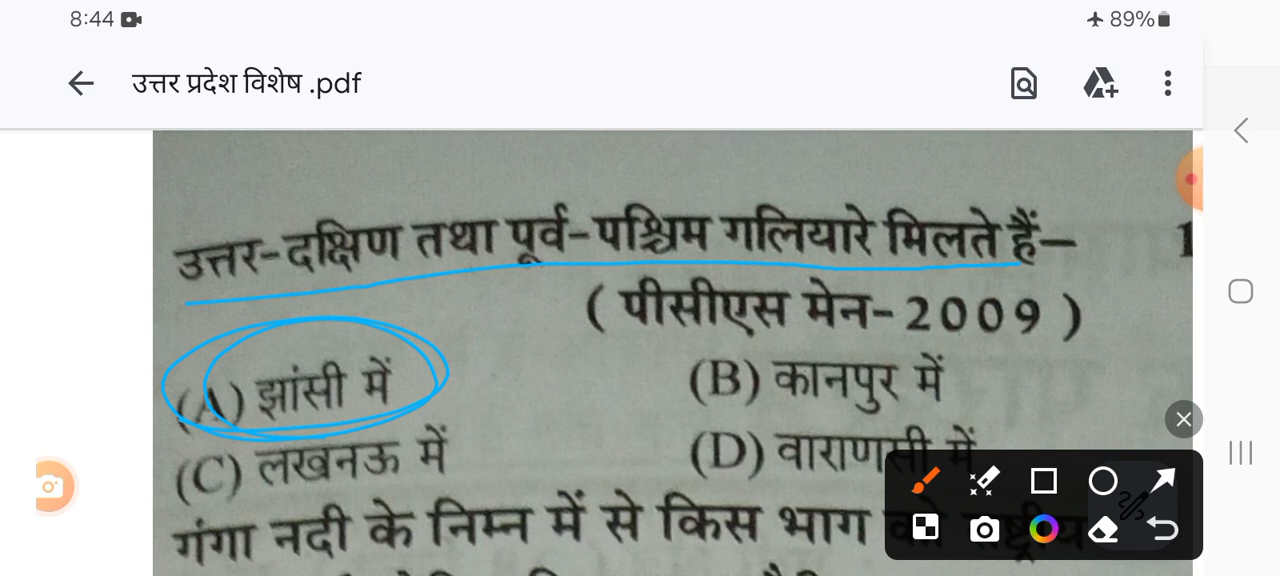 8:44
89%
उत्तर प्रदेश विशेष .pdf
उत्तर-दक्षिण तथा पूर्व-पश्चिम गलियारे मिलते हैं—
1
( पीसीएस मेन-2009 )
(A) झांसी में
(B) कानपुर में
(C) लखनऊ में
(D) वाराणसी में
गंगा नदी के निम्न में से किस भाग को राष्ट्रीय